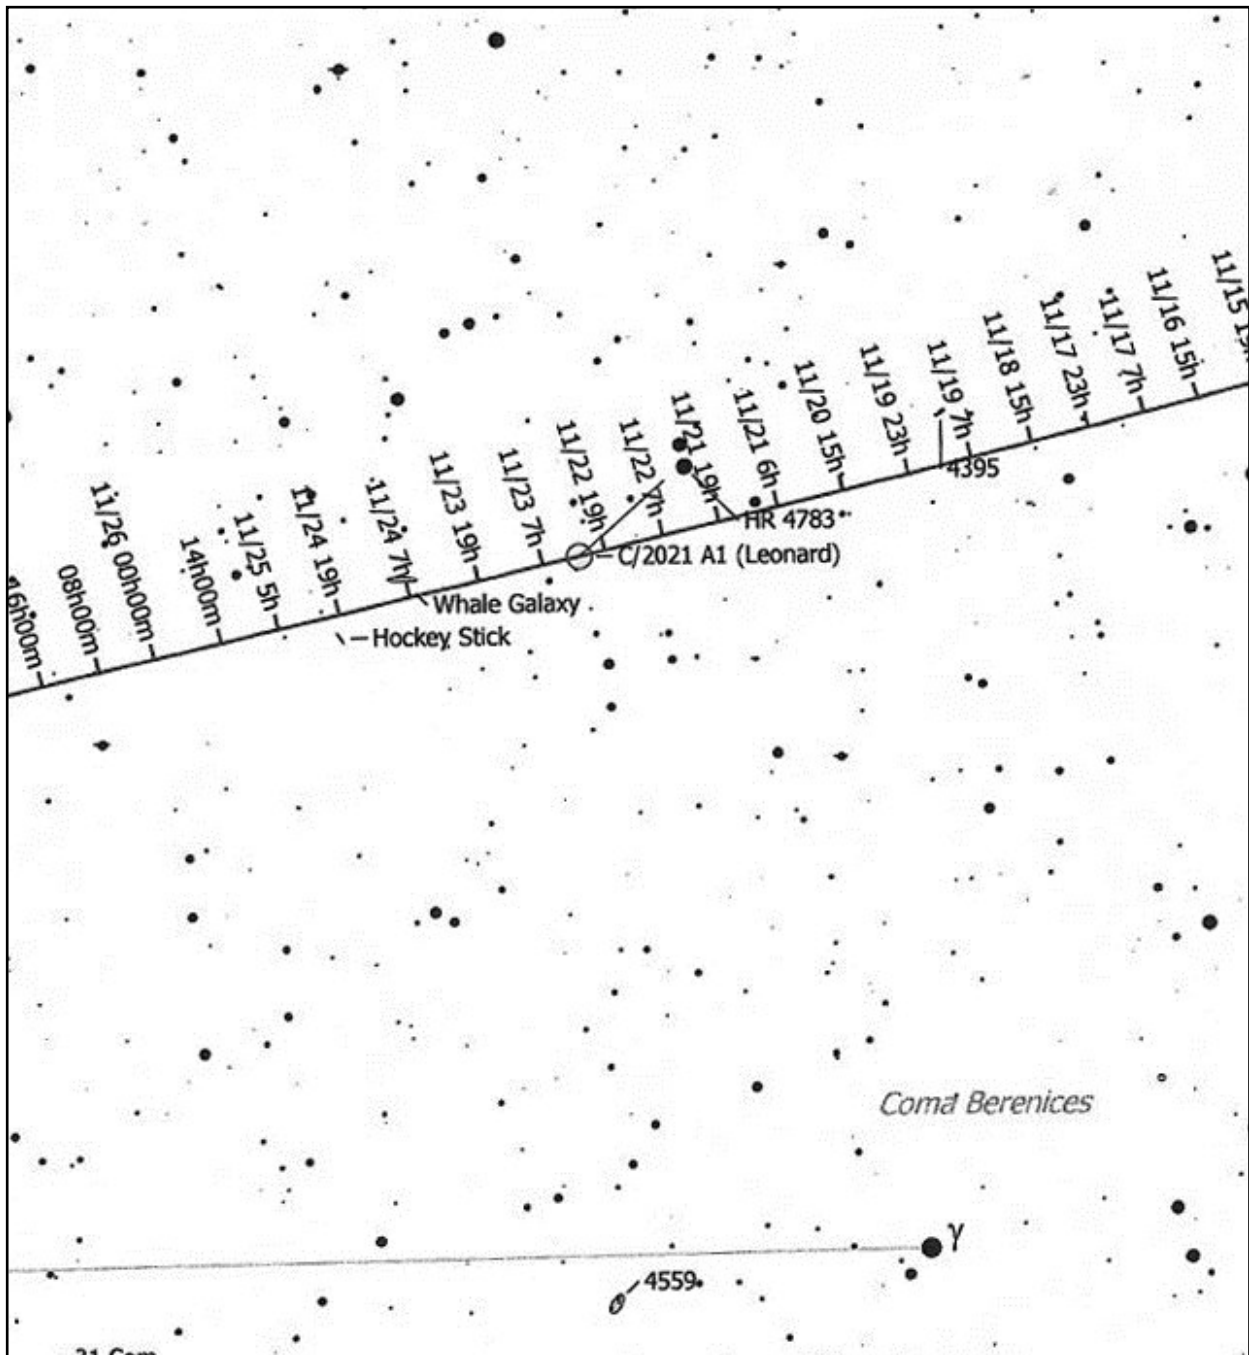 11/15
11/16 15h
11/17 7h
11/17 23h
11/18 15h
11/19 7h
11/19 23h
11/20 15h
11/21 6h
11/21 19h
11/22 7h
11/22 19h
11/23 7h
11/23 19h
11/24 7h
11/24 19h
11/25 5h
14h00m
11/26 00h00m
08h00m
16h00m
4395
HR 4783
C/2021 A1 (Leonard)
Whale Galaxy
Hockey Stick
Coma Berenices
γ
4559